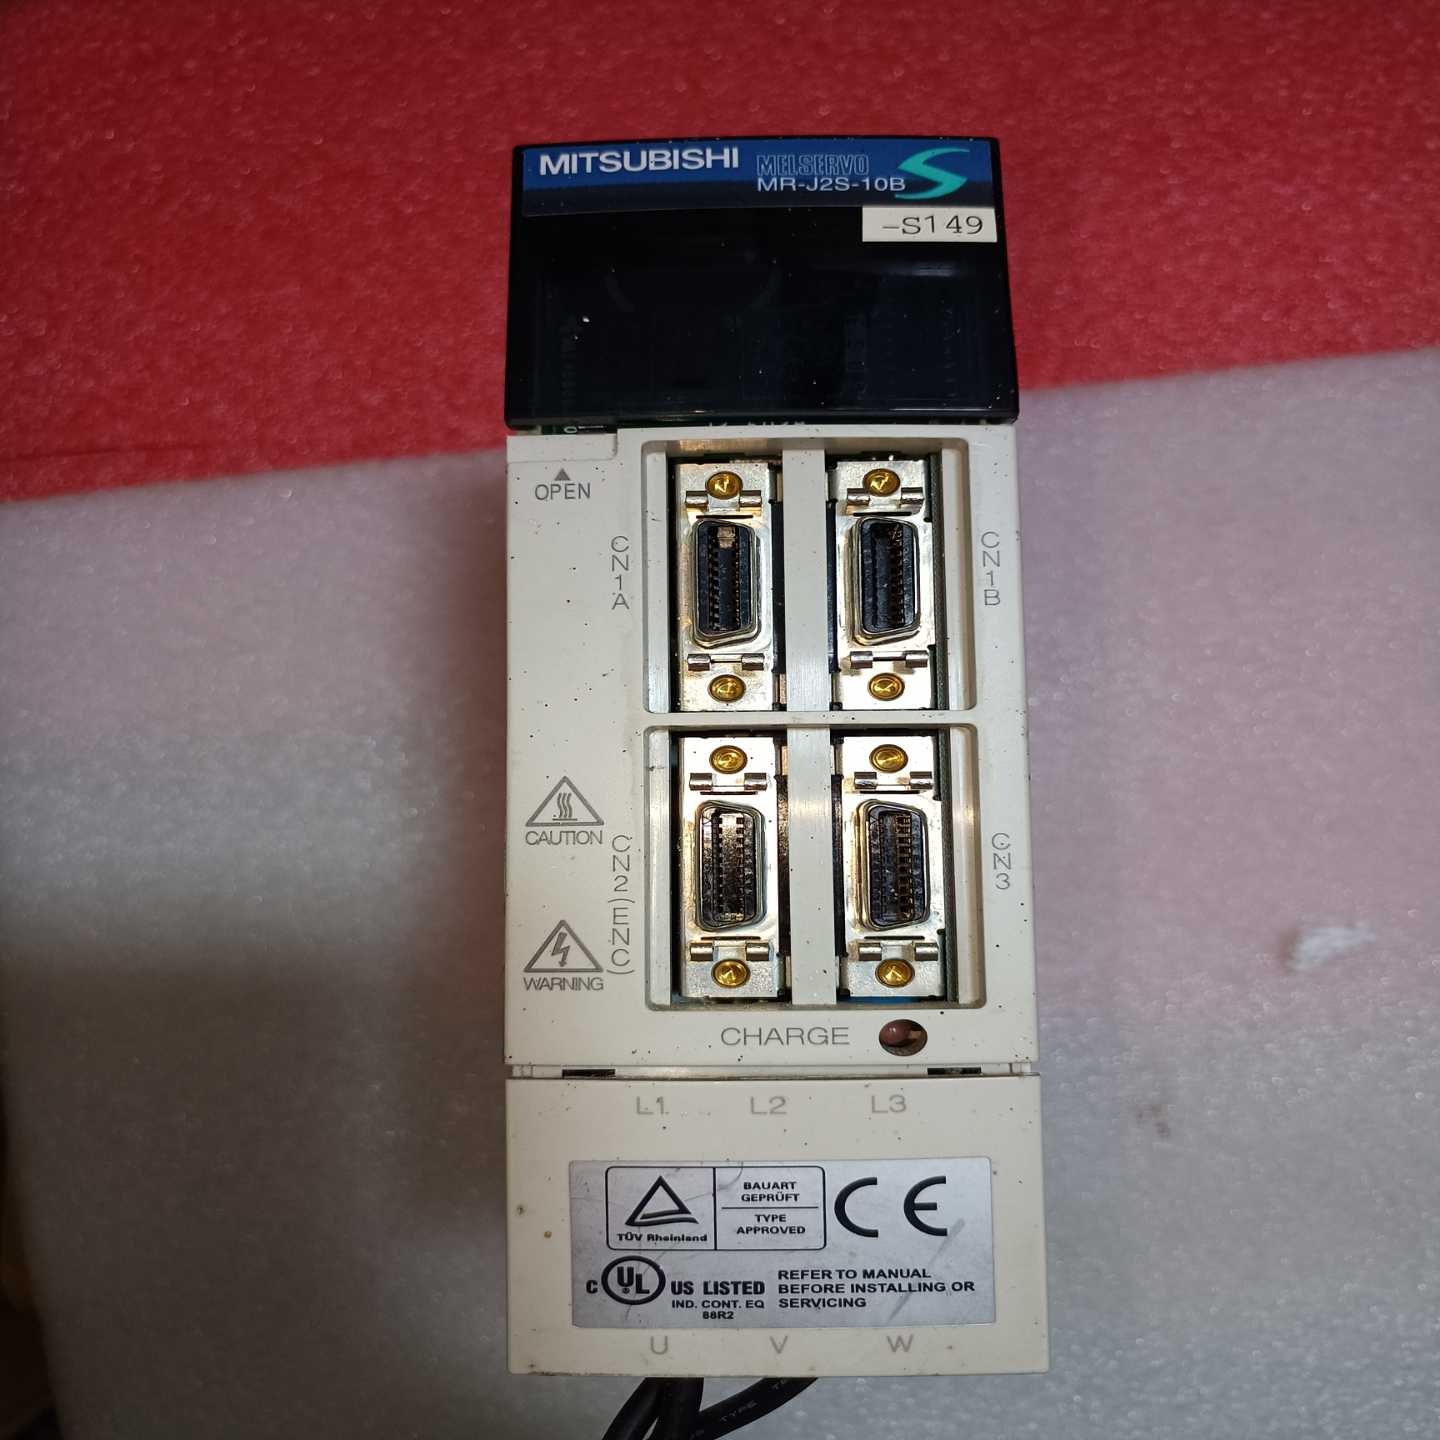 MITSUBISHI
MELSERVO
MR-J2S-10B
-S149
OPEN
CN1A
CN1B
CAUTION
CN2(ENC)
CN3
WARNING
CHARGE
L1 L2 L3
BAUART
GEPRÜFT
TYPE
APPROVED
TÜV Rheinland
CE
C UL US LISTED
IND. CONT. EQ
88R2
REFER TO MANUAL
BEFORE INSTALLING OR
SERVICING
U V W
TYPE